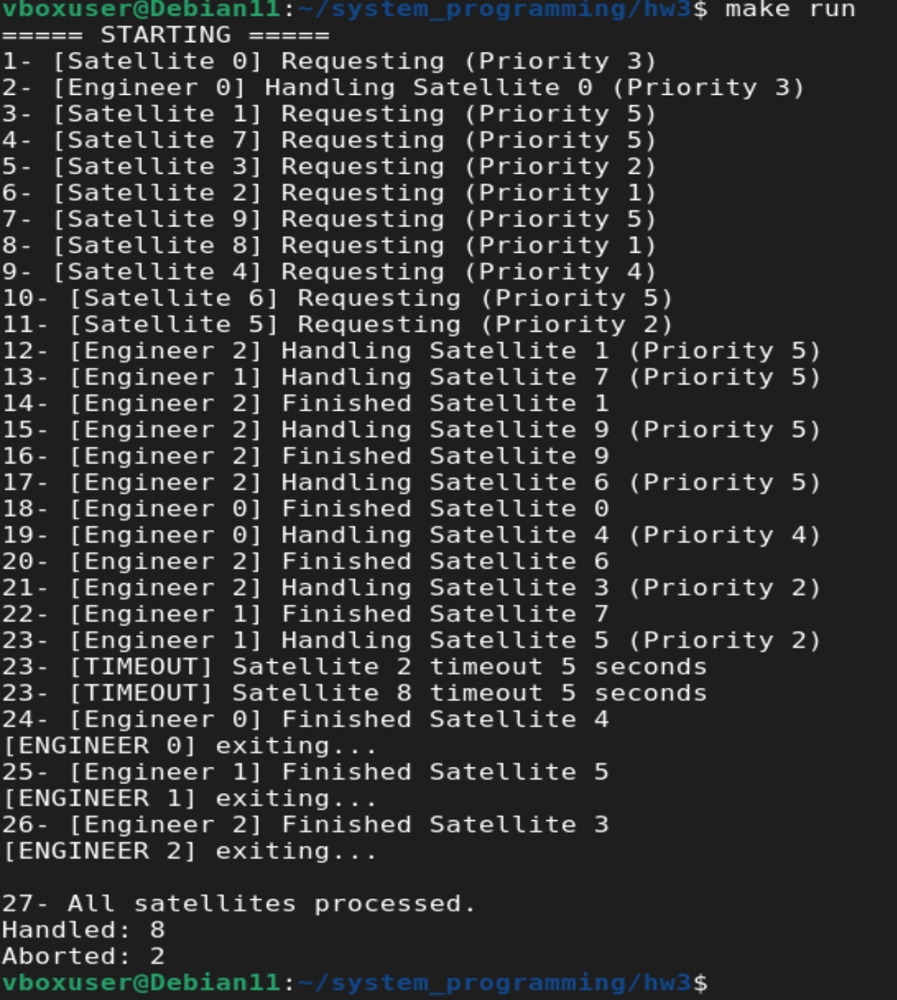 vboxuser@Debian11:~/system_programming/hw3$ make run
===== STARTING =====
1- [Satellite 0] Requesting (Priority 3)
2- [Engineer 0] Handling Satellite 0 (Priority 3)
3- [Satellite 1] Requesting (Priority 5)
4- [Satellite 7] Requesting (Priority 5)
5- [Satellite 3] Requesting (Priority 2)
6- [Satellite 2] Requesting (Priority 1)
7- [Satellite 9] Requesting (Priority 5)
8- [Satellite 8] Requesting (Priority 1)
9- [Satellite 4] Requesting (Priority 4)
10- [Satellite 6] Requesting (Priority 5)
11- [Satellite 5] Requesting (Priority 2)
12- [Engineer 2] Handling Satellite 1 (Priority 5)
13- [Engineer 1] Handling Satellite 7 (Priority 5)
14- [Engineer 2] Finished Satellite 1
15- [Engineer 2] Handling Satellite 9 (Priority 5)
16- [Engineer 2] Finished Satellite 9
17- [Engineer 2] Handling Satellite 6 (Priority 5)
18- [Engineer 0] Finished Satellite 0
19- [Engineer 0] Handling Satellite 4 (Priority 4)
20- [Engineer 2] Finished Satellite 6
21- [Engineer 2] Handling Satellite 3 (Priority 2)
22- [Engineer 1] Finished Satellite 7
23- [Engineer 1] Handling Satellite 5 (Priority 2)
23- [TIMEOUT] Satellite 2 timeout 5 seconds
23- [TIMEOUT] Satellite 8 timeout 5 seconds
24- [Engineer 0] Finished Satellite 4
[ENGINEER 0] exiting...
25- [Engineer 1] Finished Satellite 5
[ENGINEER 1] exiting...
26- [Engineer 2] Finished Satellite 3
[ENGINEER 2] exiting...
27- All satellites processed.
Handled: 8
Aborted: 2
vboxuser@Debian11:~/system_programming/hw3$